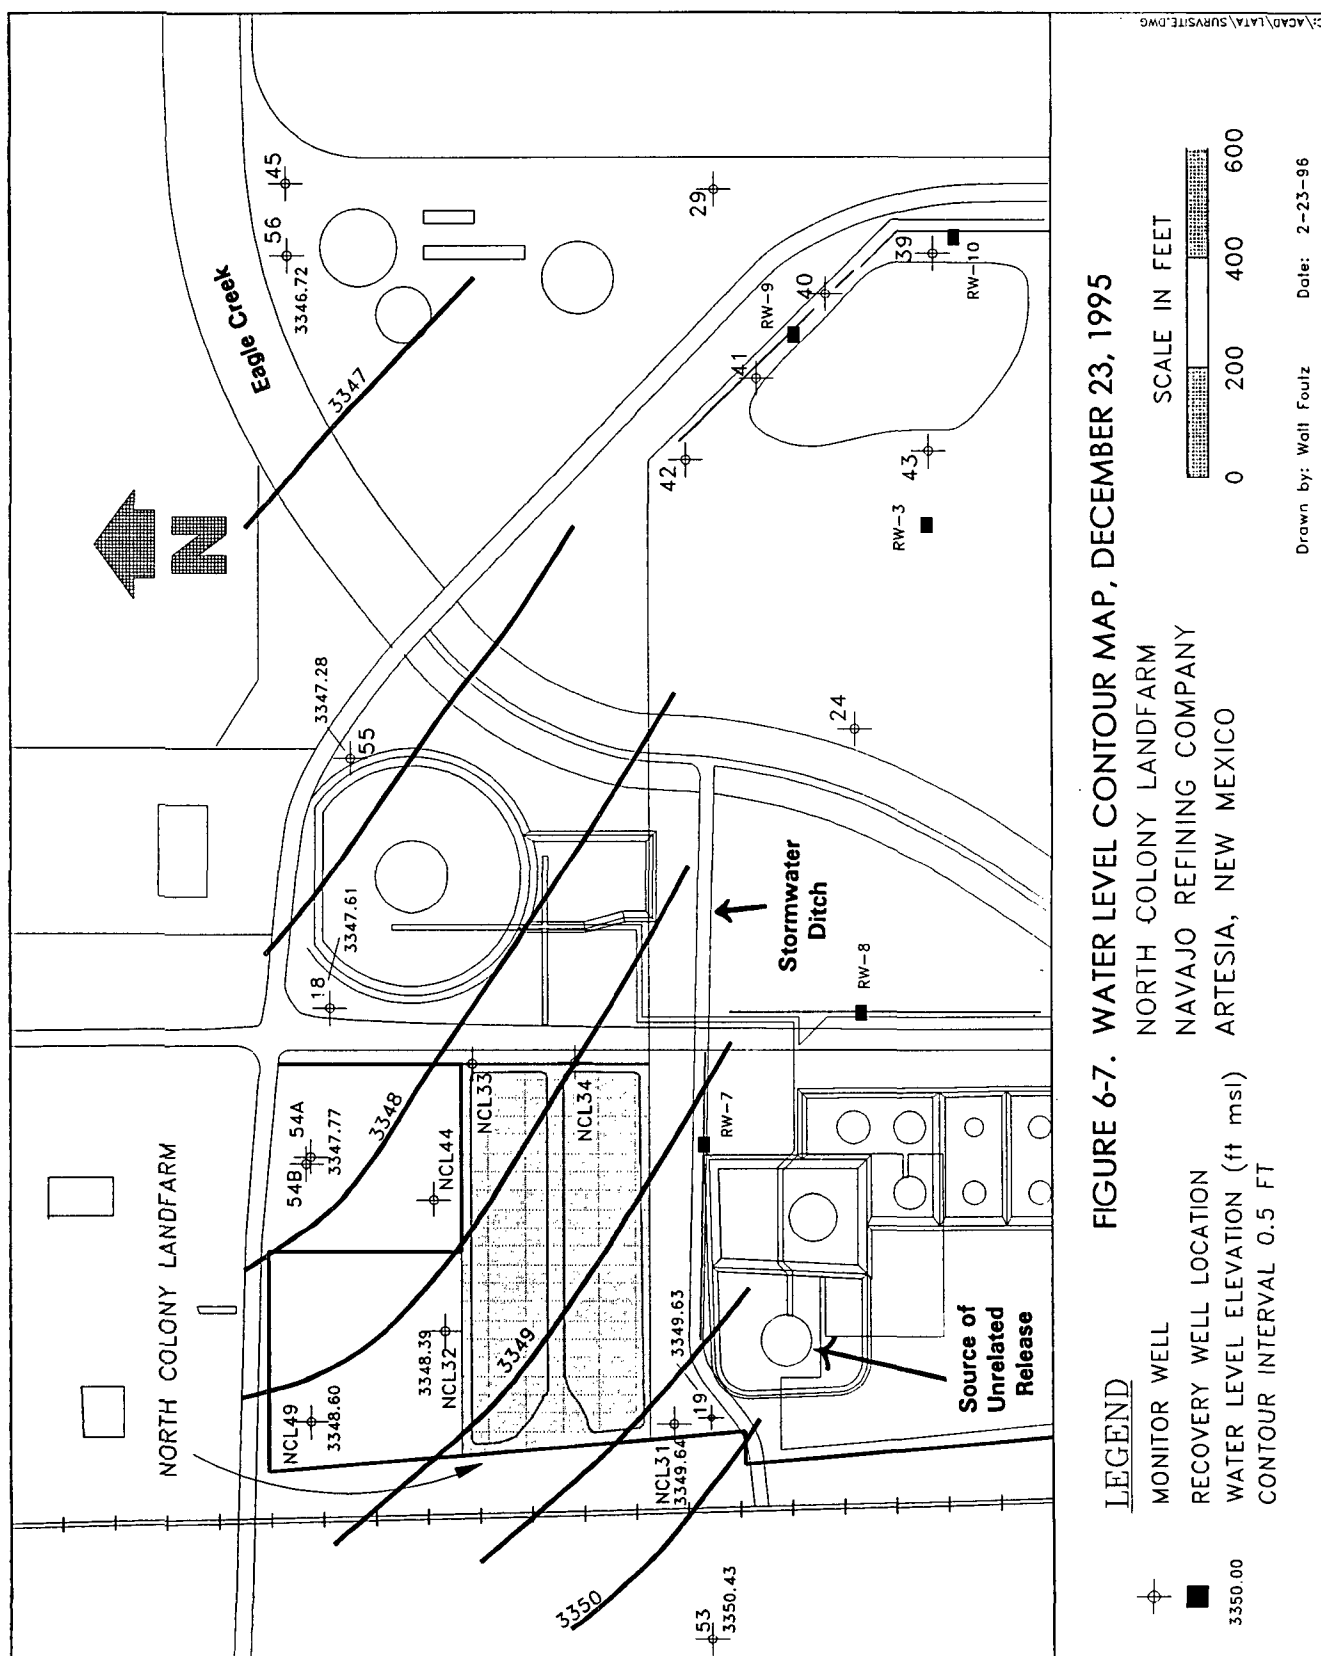 C:\ACAD\LATA\SURVSITE.DWG
45
56
3346.72
Eagle Creek
3347
29
39
RW-10
40
RW-9
41
42
43
RW-3
N
3347.28
55
24
3347.61
18
Stormwater
Ditch
RW-8
NORTH COLONY LANDFARM
54B
54A
3347.77
3348
NCL44
NCL33
NCL34
RW-7
NCL49
3348.60
3348.39
NCL32
3349
3349.63
19
NCL31
3349.64
Source of
Unrelated
Release
3350
53
3350.43
FIGURE 6-7. WATER LEVEL CONTOUR MAP, DECEMBER 23, 1995
NORTH COLONY LANDFARM
NAVAJO REFINING COMPANY
ARTESIA, NEW MEXICO
SCALE IN FEET
0 200 400 600
Drawn by: Walt Foutz Date: 2-23-96
LEGEND
MONITOR WELL
RECOVERY WELL LOCATION
3350.00 WATER LEVEL ELEVATION (ft msl)
CONTOUR INTERVAL 0.5 FT